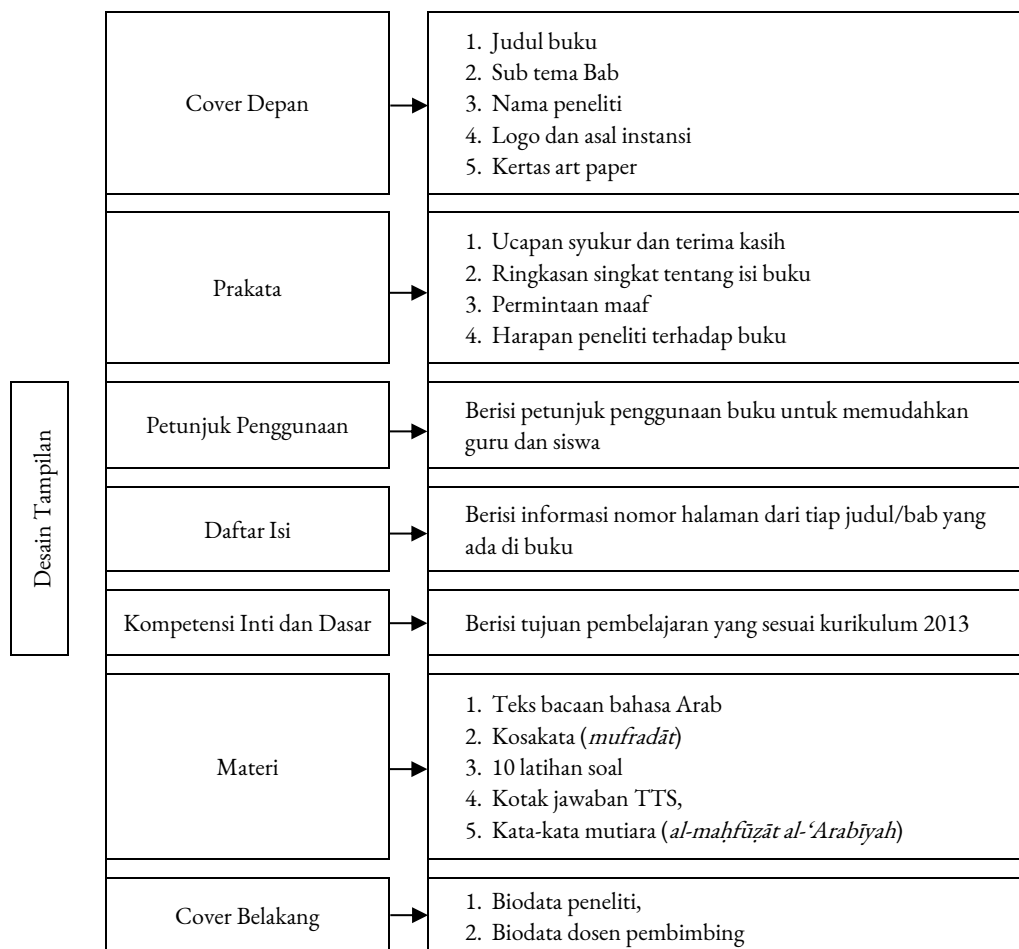 Desain Tampilan
Cover Depan
1. Judul buku
2. Sub tema Bab
3. Nama peneliti
4. Logo dan asal instansi
5. Kertas art paper
Prakata
1. Ucapan syukur dan terima kasih
2. Ringkasan singkat tentang isi buku
3. Permintaan maaf
4. Harapan peneliti terhadap buku
Petunjuk Penggunaan
Berisi petunjuk penggunaan buku untuk memudahkan
guru dan siswa
Daftar Isi
Berisi informasi nomor halaman dari tiap judul/bab yang
ada di buku
Kompetensi Inti dan Dasar
Berisi tujuan pembelajaran yang sesuai kurikulum 2013
Materi
1. Teks bacaan bahasa Arab
2. Kosakata (mufradāt)
3. 10 latihan soal
4. Kotak jawaban TTS,
5. Kata-kata mutiara (al-maḥfūẓāt al-‘Arabīyah)
Cover Belakang
1. Biodata peneliti,
2. Biodata dosen pembimbing